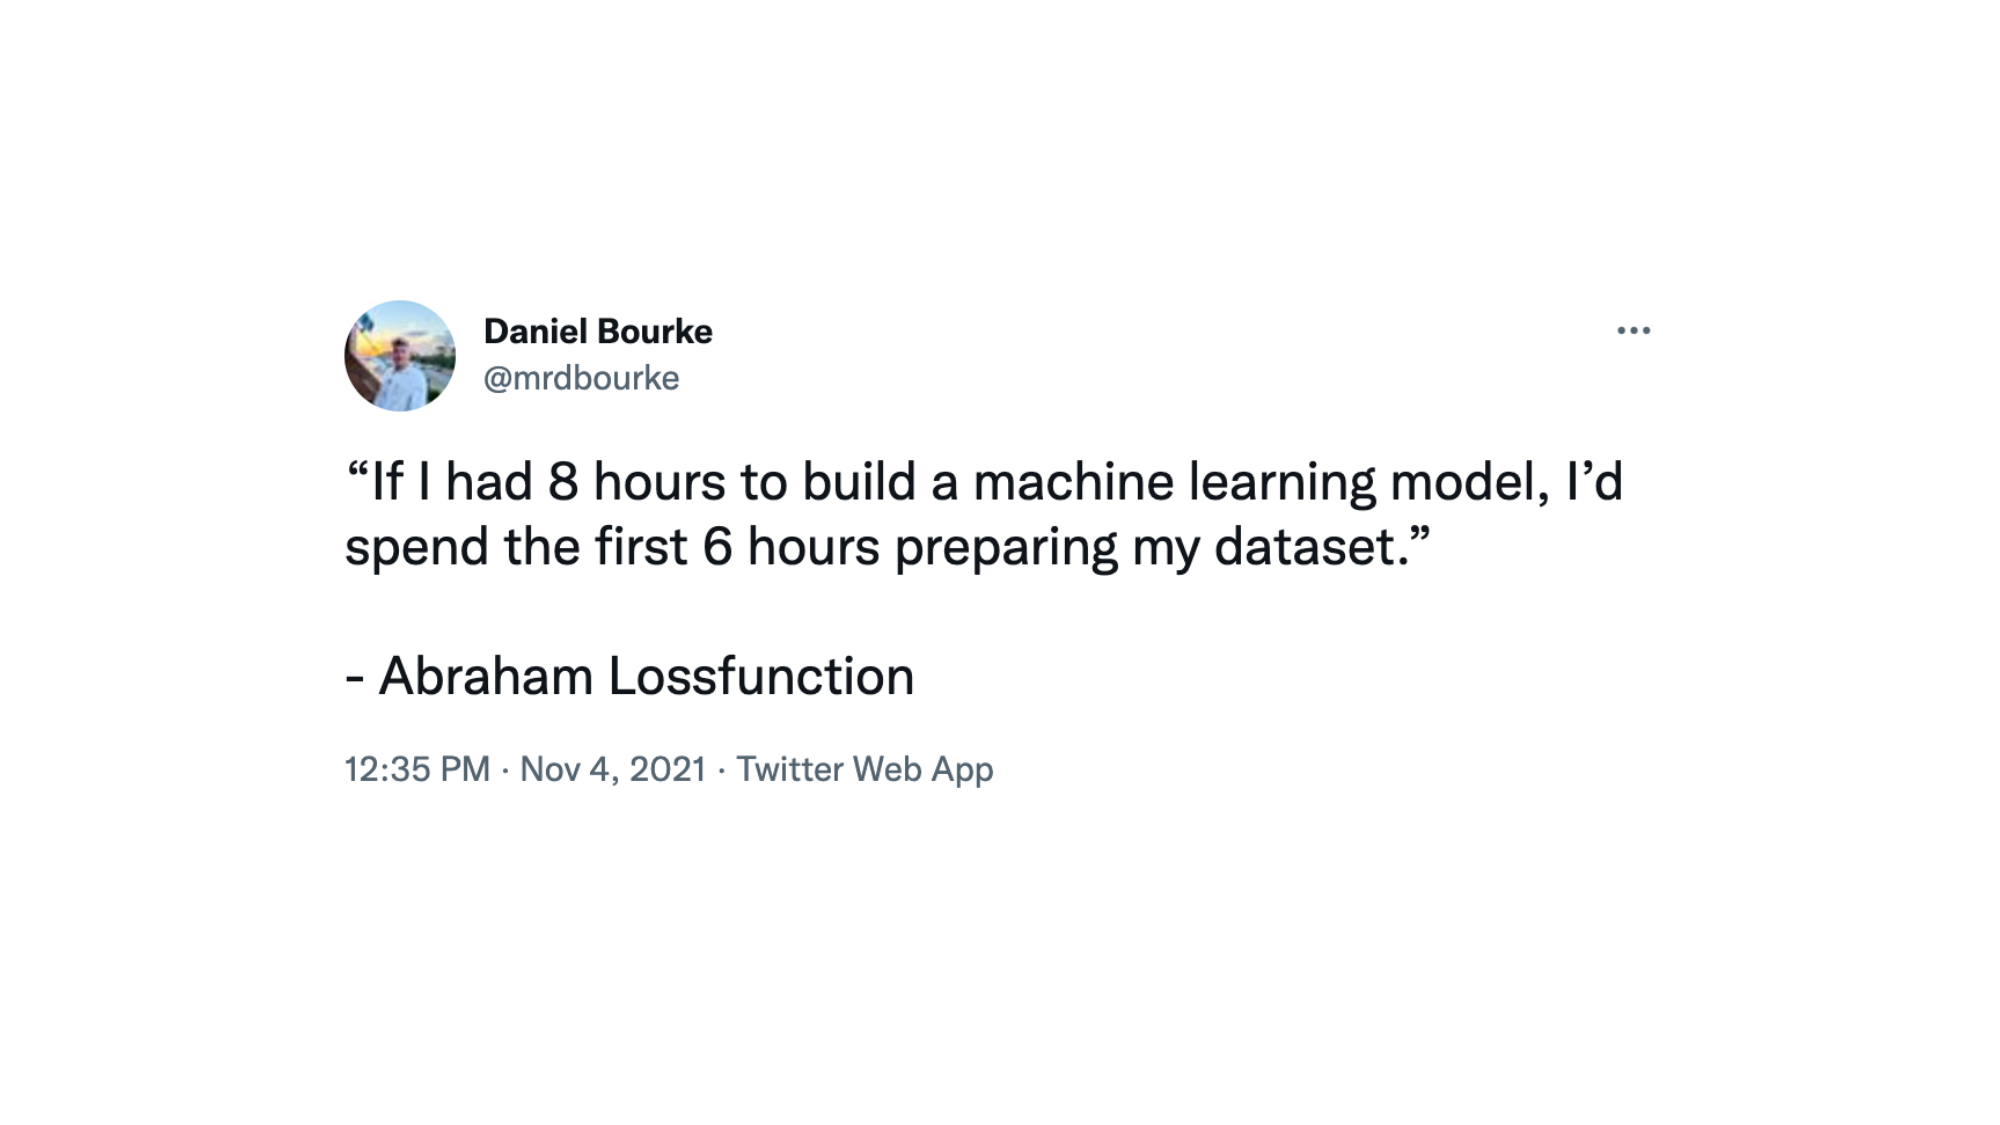 Daniel Bourke
@mrdbourke
“If I had 8 hours to build a machine learning model, I’d
spend the first 6 hours preparing my dataset.”
- Abraham Lossfunction
12:35 PM · Nov 4, 2021 · Twitter Web App